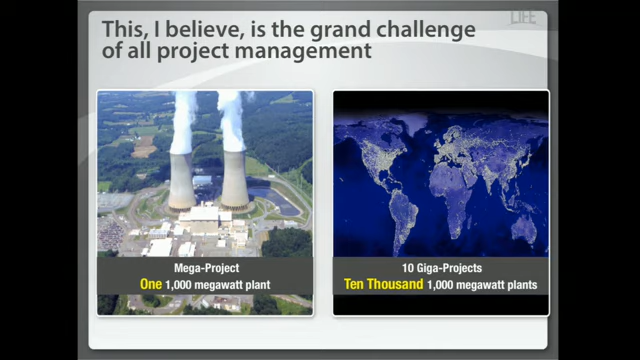 LIFE
This, I believe, is the grand challenge
of all project management
Mega-Project
One 1,000 megawatt plant
10 Giga-Projects
Ten Thousand 1,000 megawatt plants